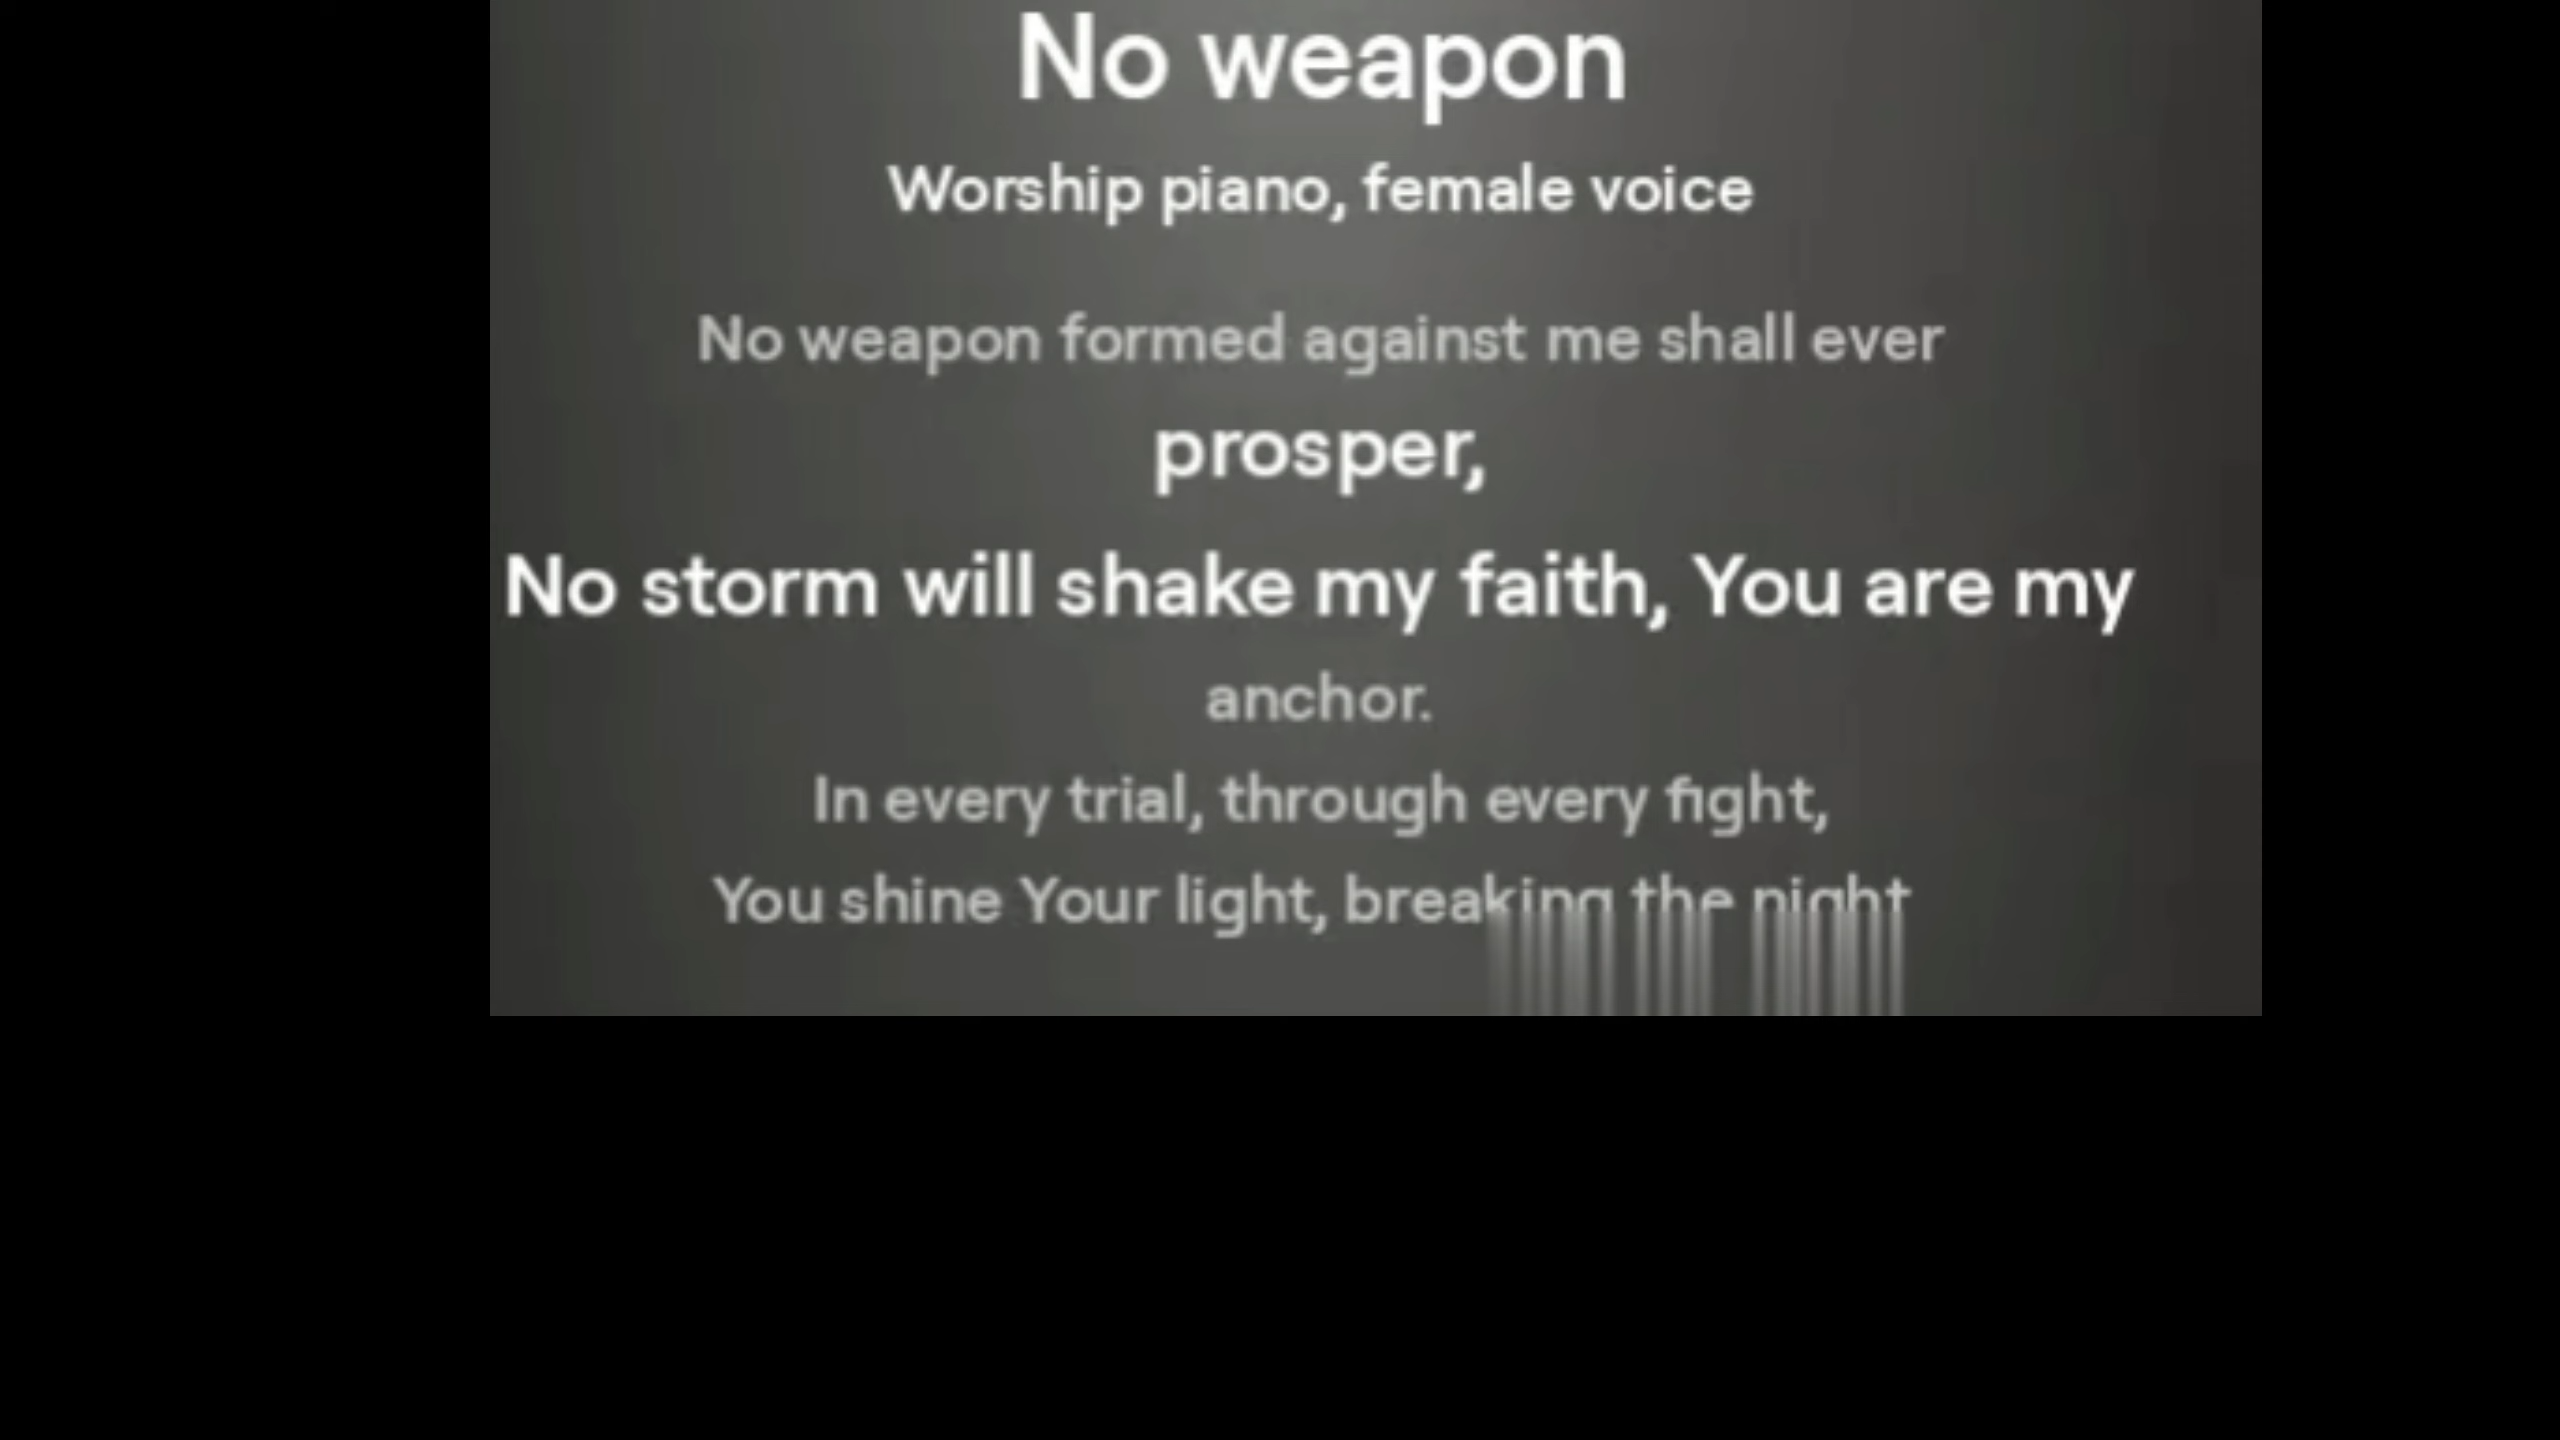 No weapon
Worship piano, female voice
No weapon formed against me shall ever
prosper,
No storm will shake my faith, You are my
anchor.
In every trial, through every fight,
You shine Your light, breaking the night